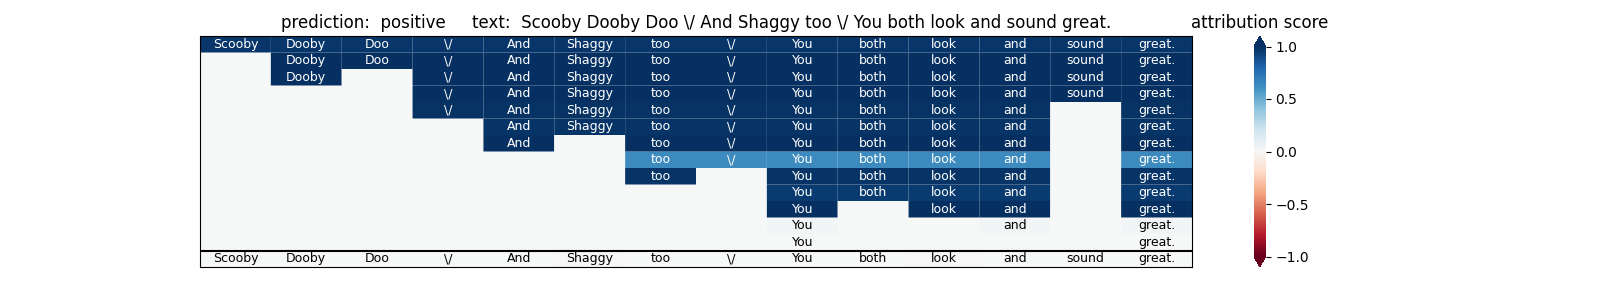 prediction:  positive     text:  Scooby Dooby Doo \/ And Shaggy too \/ You both look and sound great.     attribution score
Scooby Dooby Doo \/ And Shaggy too \/ You both look and sound great.
Dooby Doo \/ And Shaggy too \/ You both look and sound great.
Dooby \/ And Shaggy too \/ You both look and sound great.
\/ And Shaggy too \/ You both look and sound great.
\/ And Shaggy too \/ You both look and great.
And Shaggy too \/ You both look and great.
And too \/ You both look and great.
too \/ You both look and great.
too You both look and great.
You both look and great.
You look and great.
You and great.
You great.
Scooby Dooby Doo \/ And Shaggy too \/ You both look and sound great.
1.0
0.5
0.0
−0.5
−1.0